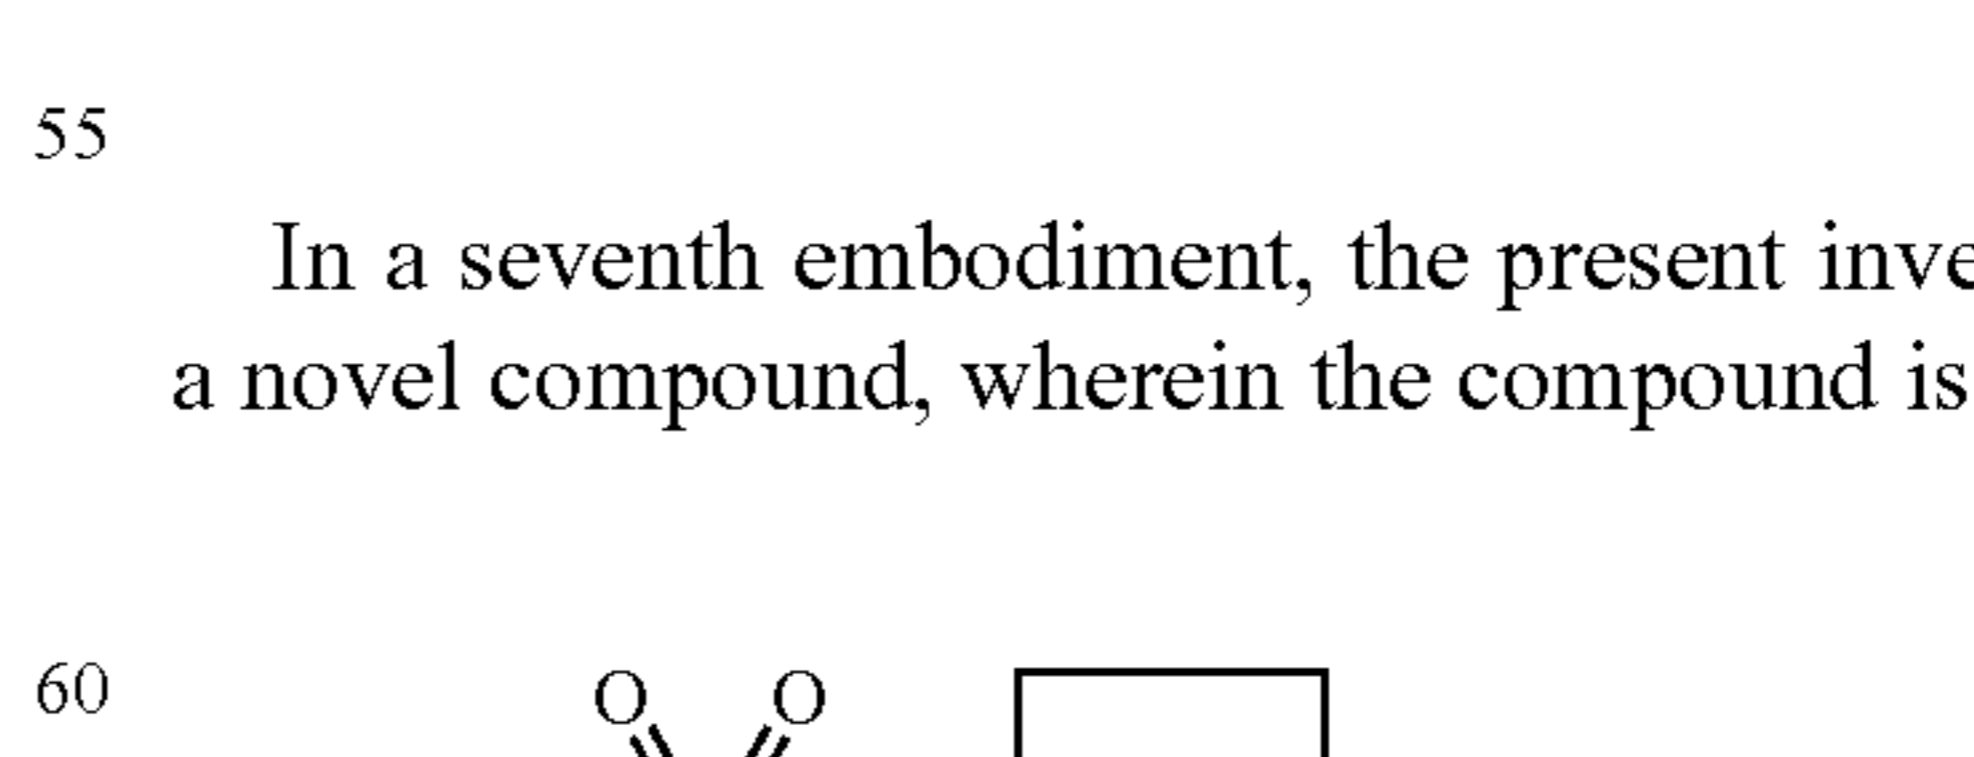 55
In a seventh embodiment, the present inve
a novel compound, wherein the compound is
60
O O